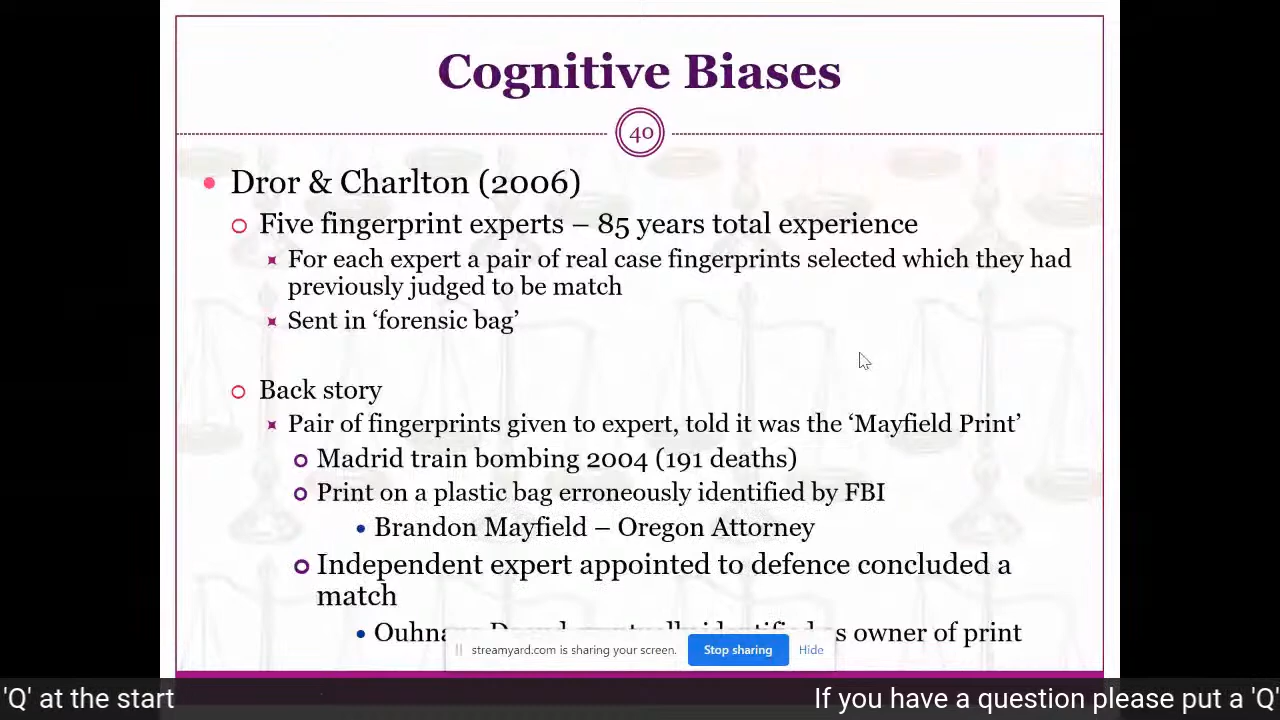 Cognitive Biases
40
Dror & Charlton (2006)
Five fingerprint experts – 85 years total experience
For each expert a pair of real case fingerprints selected which they had
previously judged to be match
Sent in ‘forensic bag’
Back story
Pair of fingerprints given to expert, told it was the ‘Mayfield Print’
Madrid train bombing 2004 (191 deaths)
Print on a plastic bag erroneously identified by FBI
Brandon Mayfield – Oregon Attorney
Independent expert appointed to defence concluded a
match
owner of print
streamyard.com is sharing your screen. Stop sharing Hide
'Q' at the start If you have a question please put a 'Q'